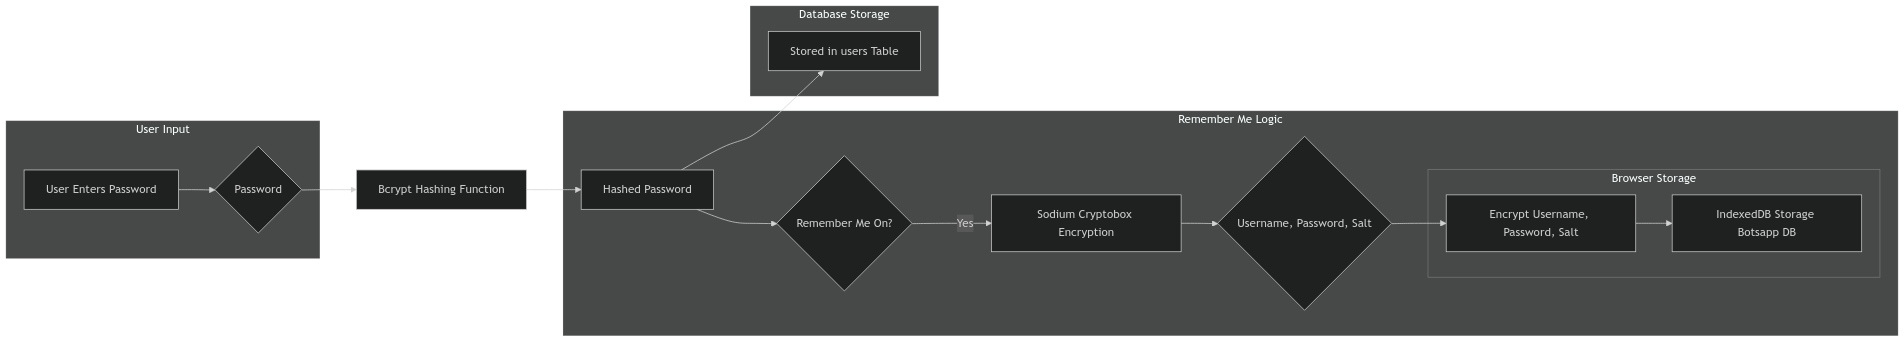 Database Storage
Stored in users Table
User Input
User Enters Password
Password
Bcrypt Hashing Function
Remember Me Logic
Hashed Password
Remember Me On?
Yes
Sodium Cryptobox
Encryption
Username, Password, Salt
Browser Storage
Encrypt Username,
Password, Salt
IndexedDB Storage
Botsapp DB